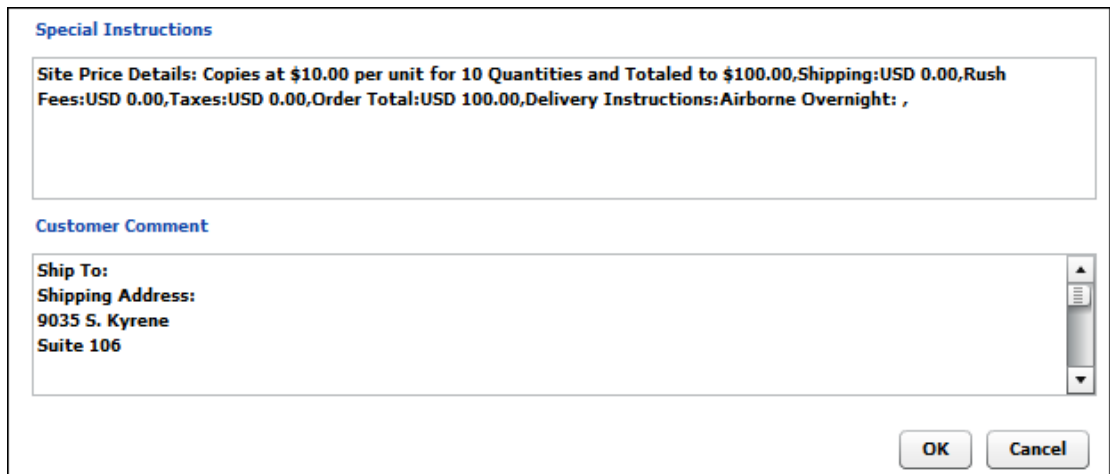 Special Instructions
Site Price Details: Copies at $10.00 per unit for 10 Quantities and Totaled to $100.00,Shipping:USD 0.00,Rush
Fees:USD 0.00,Taxes:USD 0.00,Order Total:USD 100.00,Delivery Instructions:Airborne Overnight: ,
Customer Comment
Ship To:
Shipping Address:
9035 S. Kyrene
Suite 106
OK Cancel